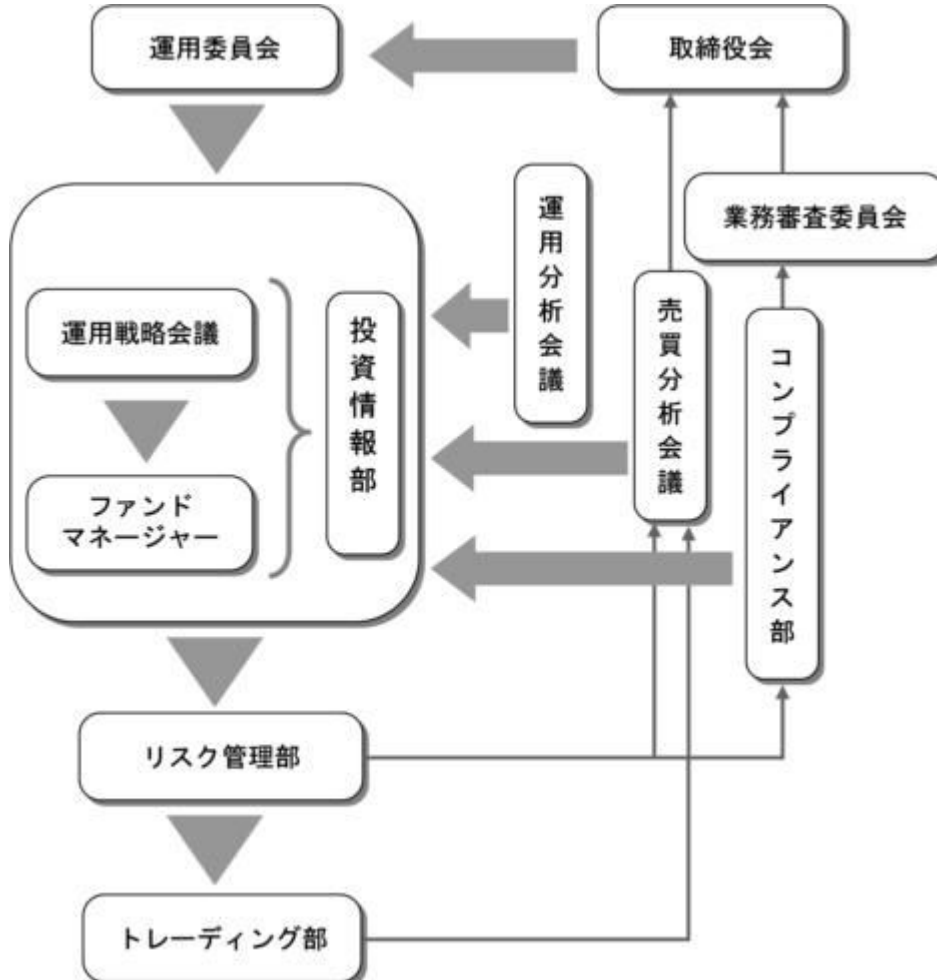 運用委員会
取締役会
運用分析会議
業務審査委員会
運用戦略会議
投資情報部
売買分析会議
コンプライアンス部
ファンド
マネージャー
リスク管理部
トレーディング部